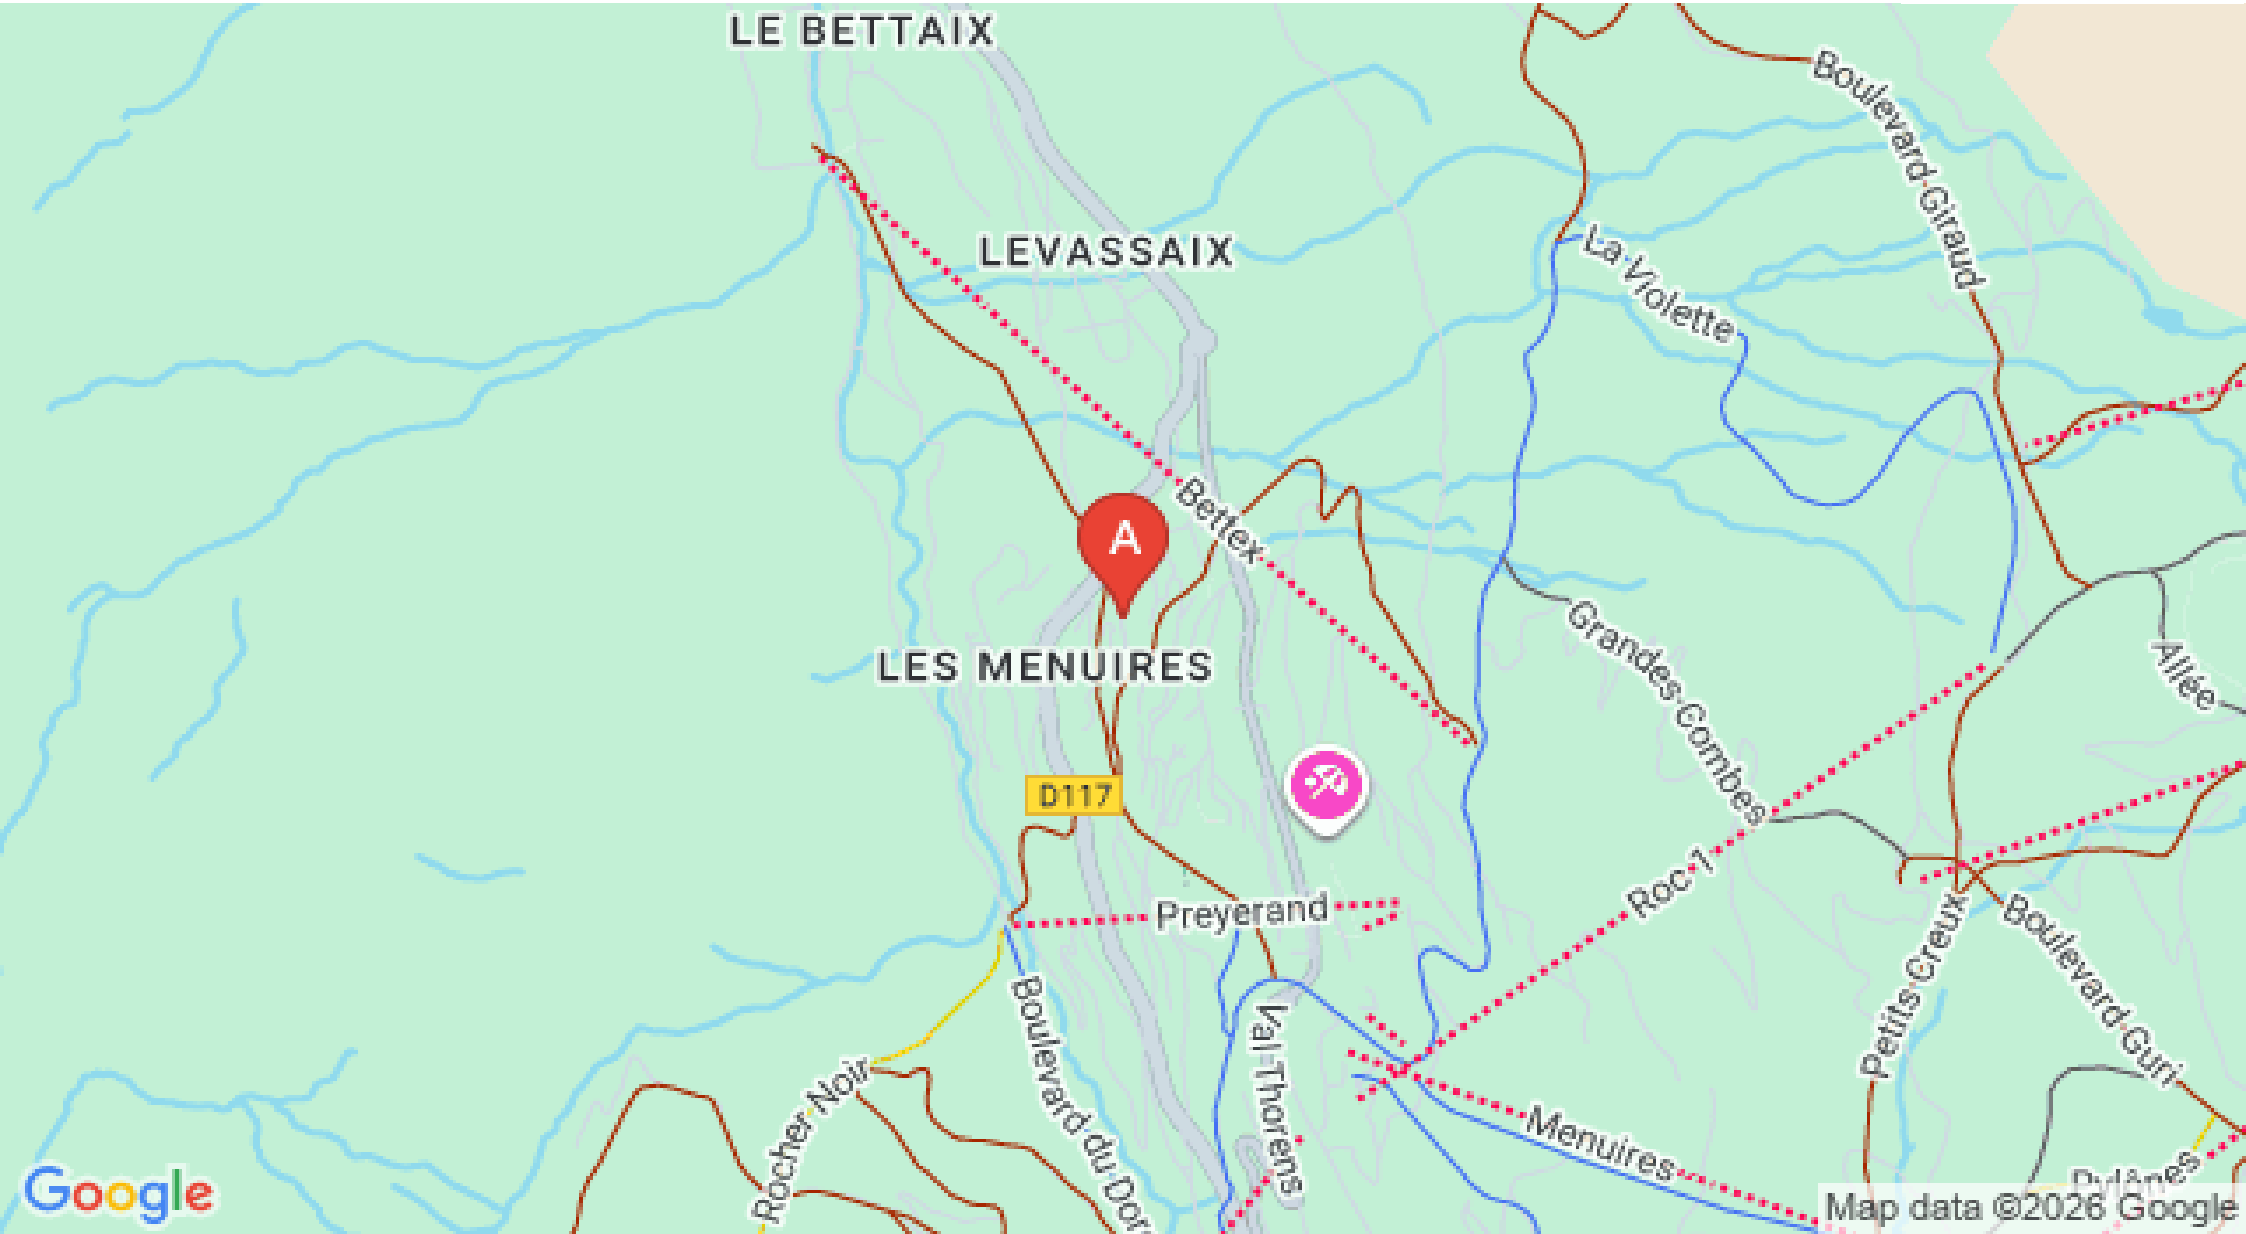 LE BETTAIX
Boulevard Giraud
LEVASSAIX
La Violette
Bettex
A
Grandes Combes
Allée
LES MENUIRES
D117
Roc 1
Preyerand
Petits Creux
Boulevard Guri
Val Thorens
Boulevard du Dor
Rocher Noir
Menuires
Pylônes
Google
Map data ©2026 Google